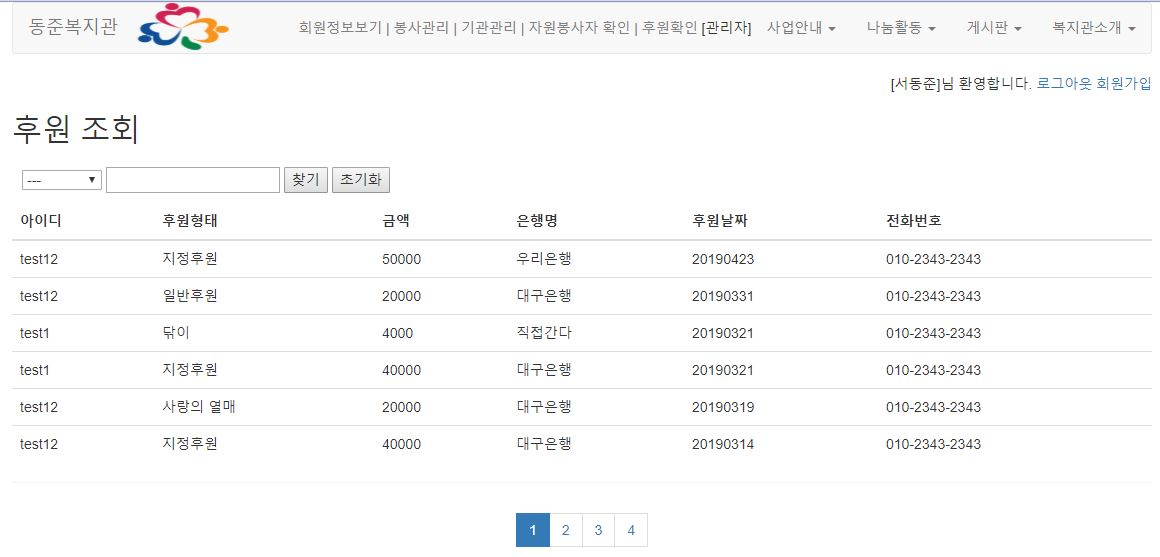 동준복지관 회원정보보기 | 봉사관리 | 기관관리 | 자원봉사자 확인 | 후원확인 [관리자] 사업안내 나눔활동 게시판 복지관소개
[서동준]님 환영합니다. 로그아웃 회원가입
후원 조회
--- 찾기 초기화
아이디 후원형태 금액 은행명 후원날짜 전화번호
test12 지정후원 50000 우리은행 20190423 010-2343-2343
test12 일반후원 20000 대구은행 20190331 010-2343-2343
test1 닦이 4000 직접간다 20190321 010-2343-2343
test1 지정후원 40000 대구은행 20190321 010-2343-2343
test12 사랑의 열매 20000 대구은행 20190319 010-2343-2343
test12 지정후원 40000 대구은행 20190314 010-2343-2343
1 2 3 4